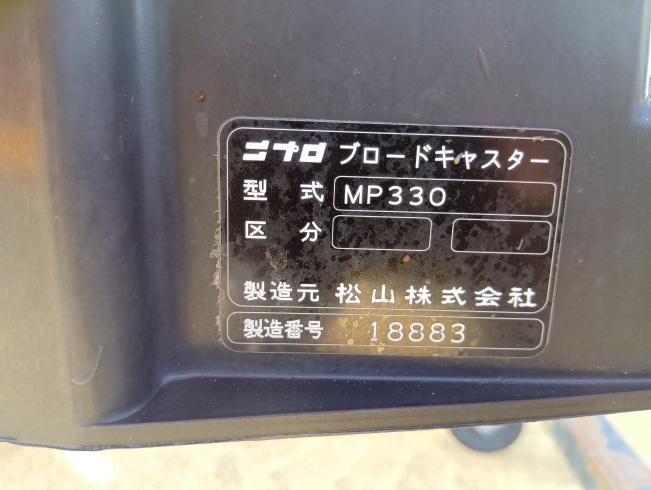 ニプロ ブロードキャスター
型式 MP330
区分
製造元 松山株式会社
製造番号 18883